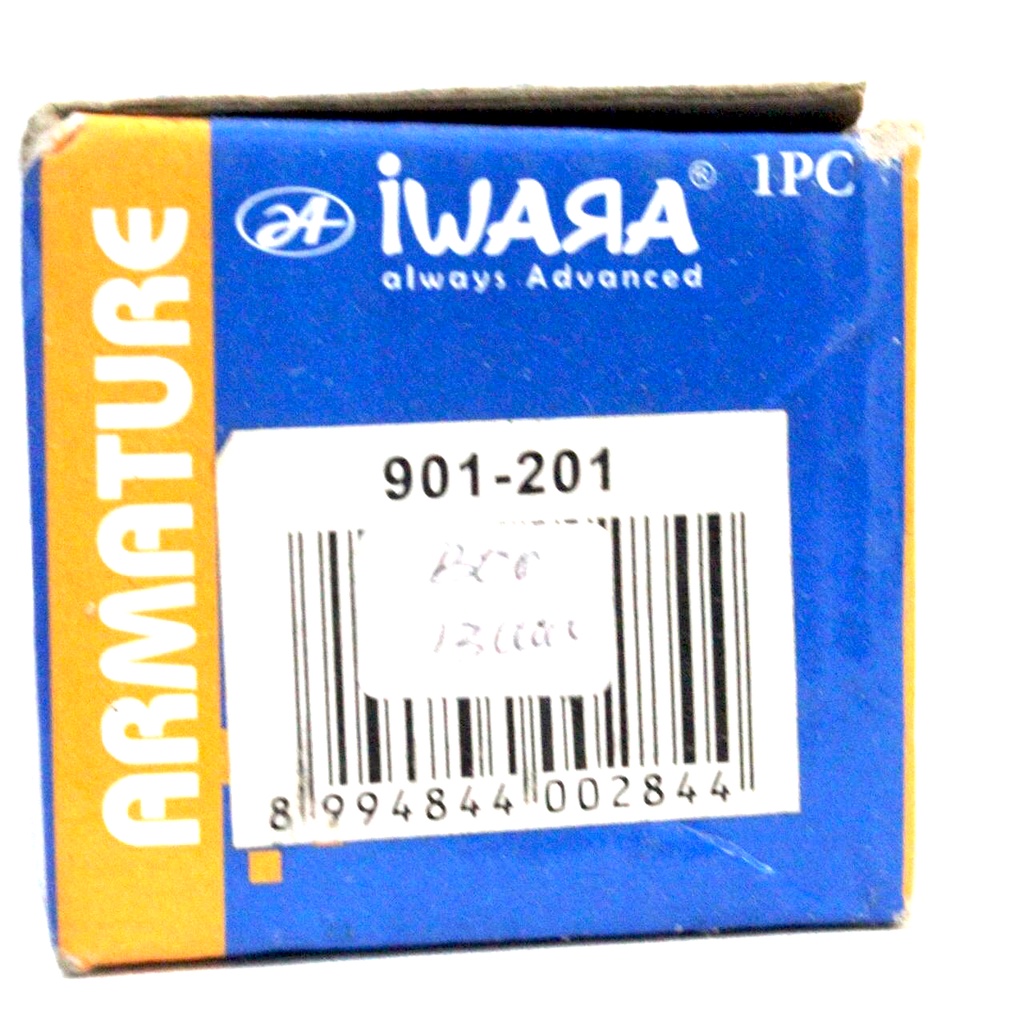 iWARA® 1PC
always Advanced
ARMATURE
901-201
8 994844 002844